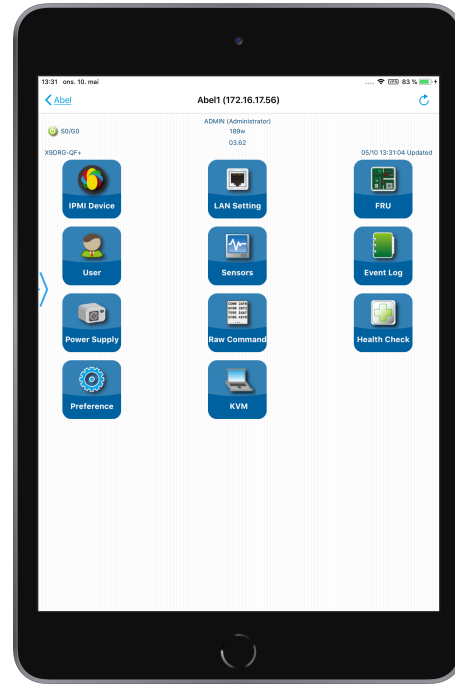 13:31 ons. 10. mai VPN 83 %
Abel Abel1 (172.16.17.56)
ADMIN (Administrator)
S0/G0 189w
03.62
X9DRG-QF+ 05/10 13:31:04 Updated
IPMI Device LAN Setting FRU
User Sensors Event Log
Power Supply Raw Command Health Check
Preference KVM